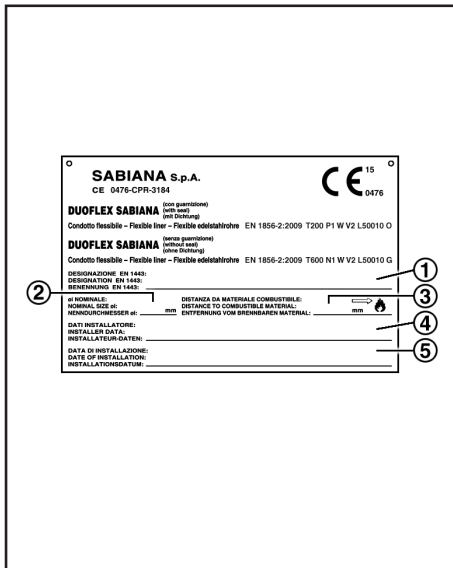 SABIANA S.p.A.
CE 0476-CPR-3184
CE 15
0476
DUOFLEX SABIANA (con guarnizione)
(with seal)
(mit Dichtung)
Condotto flessibile – Flexible liner – Flexible edelstahlrohre EN 1856-2:2009 T200 P1 W V2 L50010 O
DUOFLEX SABIANA (senza guarnizione)
(without seal)
(ohne Dichtung)
Condotto flessibile – Flexible liner – Flexible edelstahlrohre EN 1856-2:2009 T600 N1 W V2 L50010 G
DESIGNAZIONE EN 1443:
DESIGNATION EN 1443:
BENENNUNG EN 1443:
1
2
øi NOMINALE:
NOMINAL SIZE øi:
NENNDURCHMESSER øi: mm
DISTANZA DA MATERIALE COMBUSTIBILE:
DISTANCE TO COMBUSTIBLE MATERIAL:
ENTFERNUNG VOM BRENNBAREN MATERIAL: mm
3
DATI INSTALLATORE:
INSTALLER DATA:
INSTALLATEUR-DATEN:
4
DATA DI INSTALLAZIONE:
DATE OF INSTALLATION:
INSTALLATIONSDATUM:
5